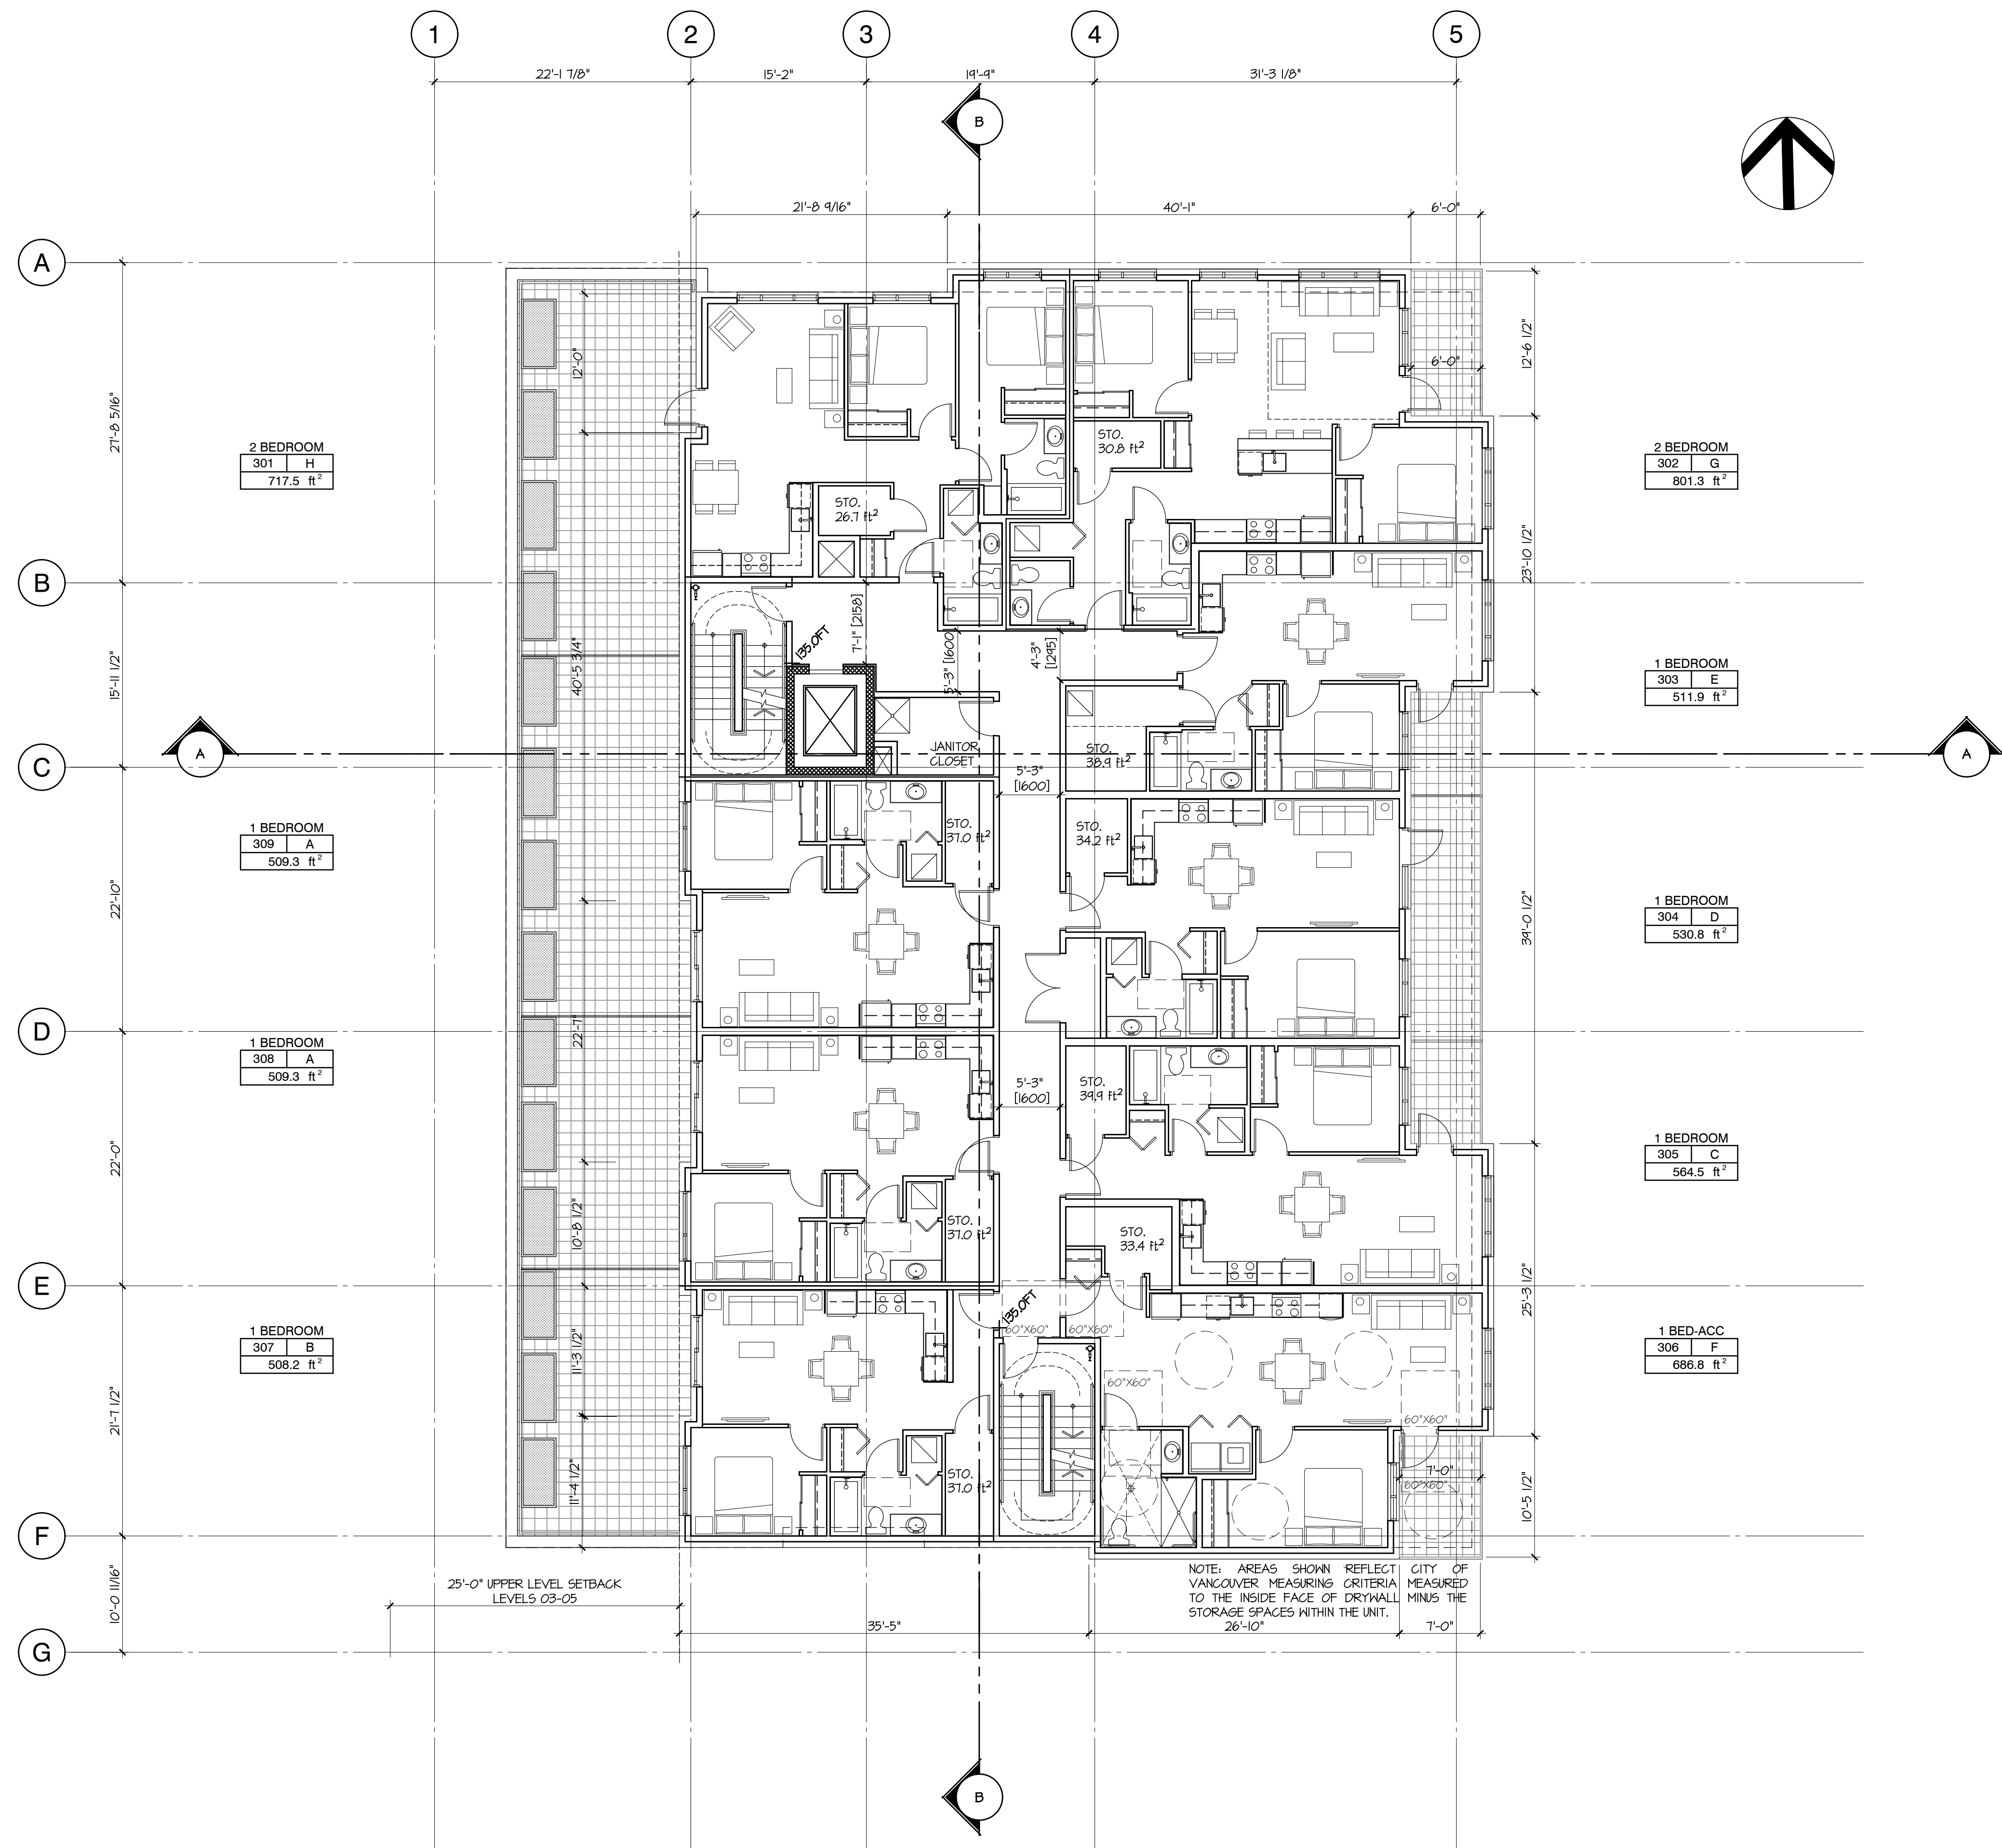 1
2
3
4
5
22'-1 7/8"
15'-2"
19'-9"
31'-3 1/8"
B
21'-8 9/16"
40'-1"
6'-0"
A
27'-8 5/16"
12'-0"
12'-6 1/2"
6'-0"
2 BEDROOM
301 H
717.5 ft²
STO.
30.8 ft²
STO.
26.7 ft²
2 BEDROOM
302 G
801.3 ft²
B
23'-10 1/2"
15'-11 1/2"
40'-5 3/4"
135.0FT
7'-1" [2158]
5'-3" [1600]
4'-3"
[1295]
1 BEDROOM
303 E
511.9 ft²
A
JANITOR
CLOSET
STO.
38.9 ft²
A
C
5'-3"
[1600]
1 BEDROOM
309 A
509.3 ft²
STO.
37.0 ft²
STO.
34.2 ft²
22'-10"
39'-0 1/2"
1 BEDROOM
304 D
530.8 ft²
D
22'-7"
1 BEDROOM
308 A
509.3 ft²
5'-3"
[1600]
STO.
39.9 ft²
22'-0"
1 BEDROOM
305 C
564.5 ft²
10'-8 1/2"
STO.
37.0 ft²
STO.
33.4 ft²
E
25'-3 1/2"
135.0FT
60"X60"
60"X60"
1 BEDROOM
307 B
508.2 ft²
11'-3 1/2"
1 BED-ACC
306 F
686.8 ft²
60"X60"
60"X60"
21'-7 1/2"
11'-4 1/2"
STO.
37.0 ft²
7'-0"
60"X60"
10'-5 1/2"
F
10'-0 11/16"
25'-0" UPPER LEVEL SETBACK
LEVELS 03-05
NOTE: AREAS SHOWN REFLECT CITY OF
VANCOUVER MEASURING CRITERIA MEASURED
TO THE INSIDE FACE OF DRYWALL MINUS THE
STORAGE SPACES WITHIN THE UNIT.
35'-5"
26'-10"
7'-0"
G
B